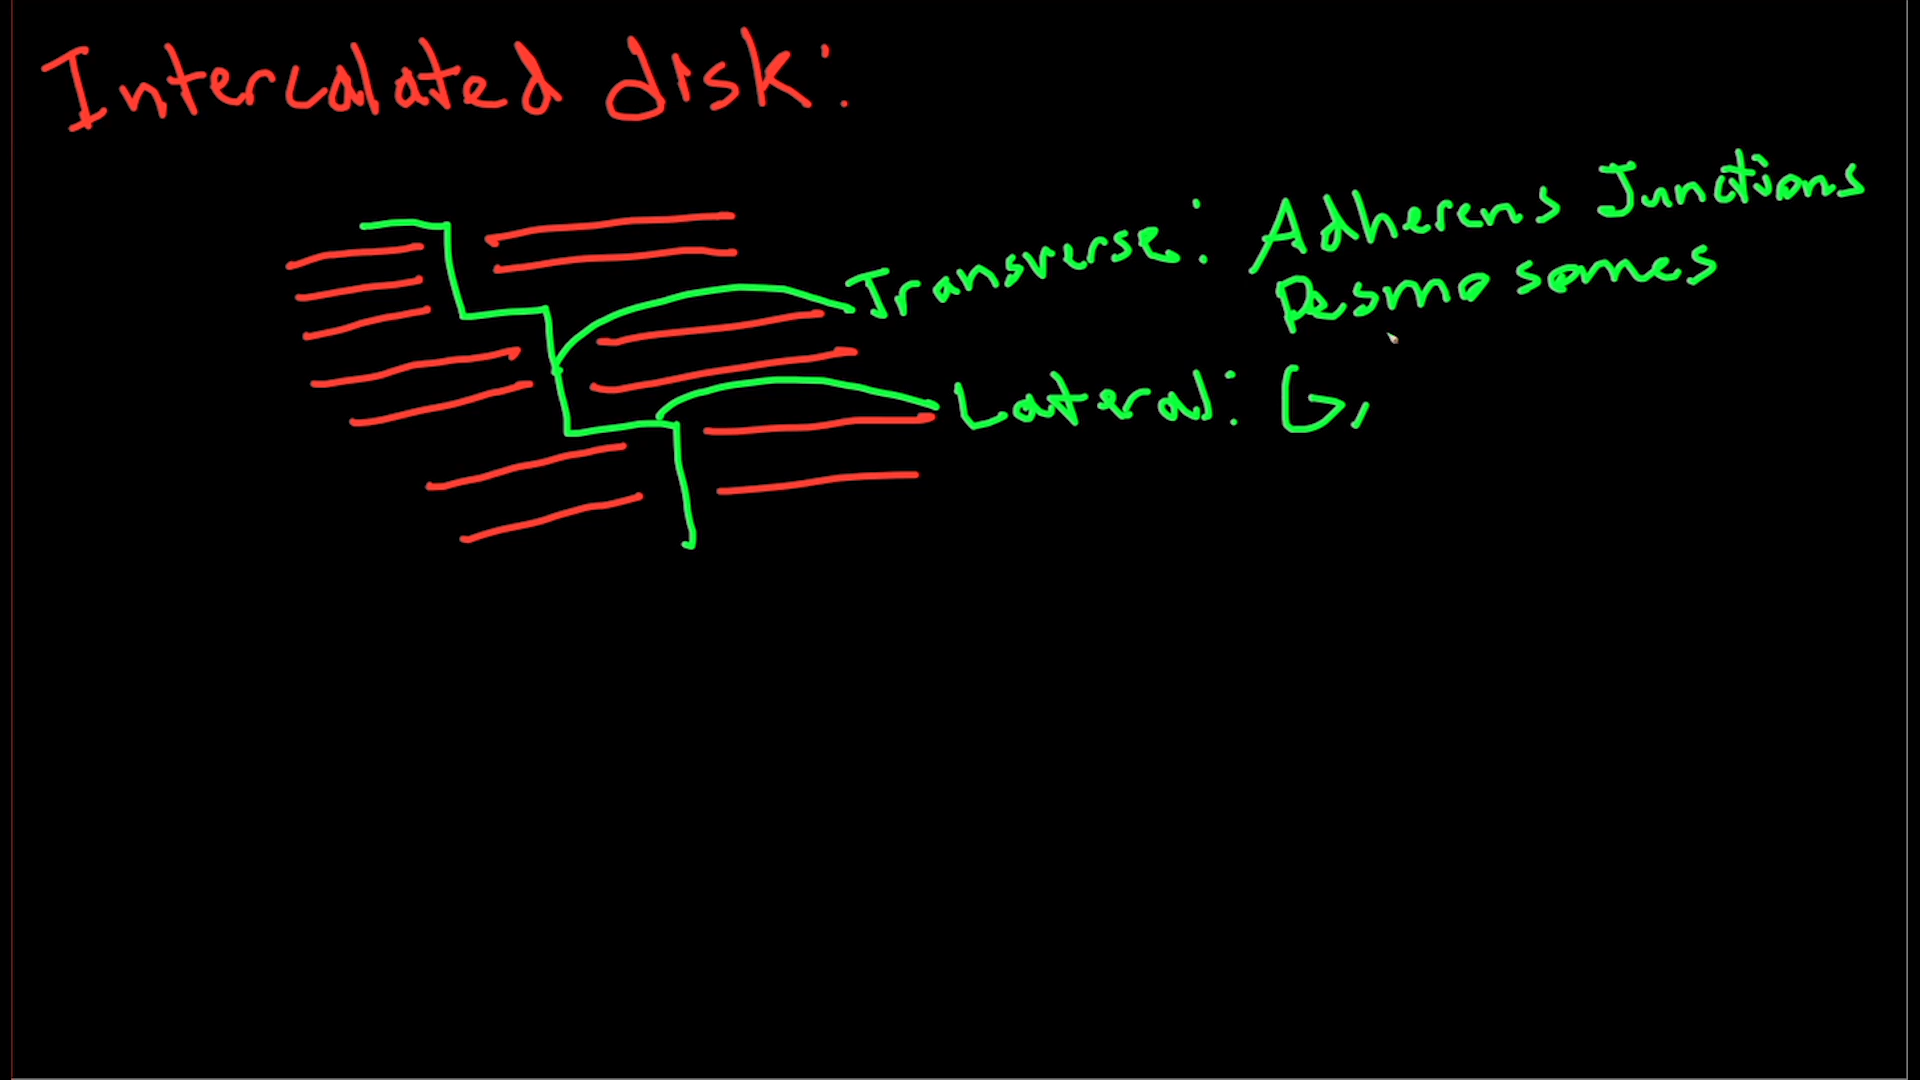 Intercalated disk:
Transverse: Adherens Junctions
Desmosomes
Lateral: G